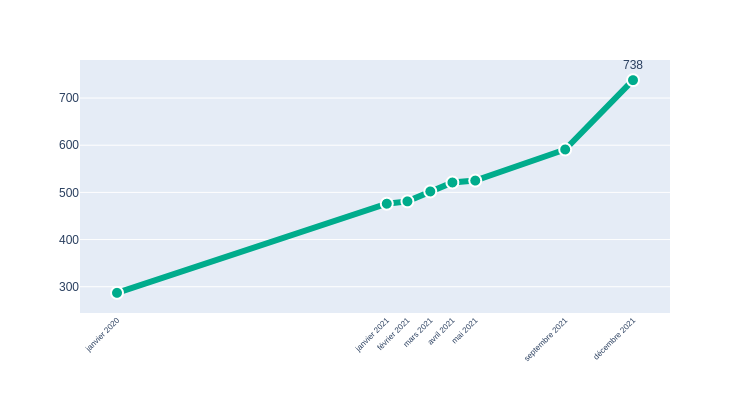 738
700
600
500
400
300
janvier 2020
janvier 2021
février 2021
mars 2021
avril 2021
mai 2021
septembre 2021
décembre 2021